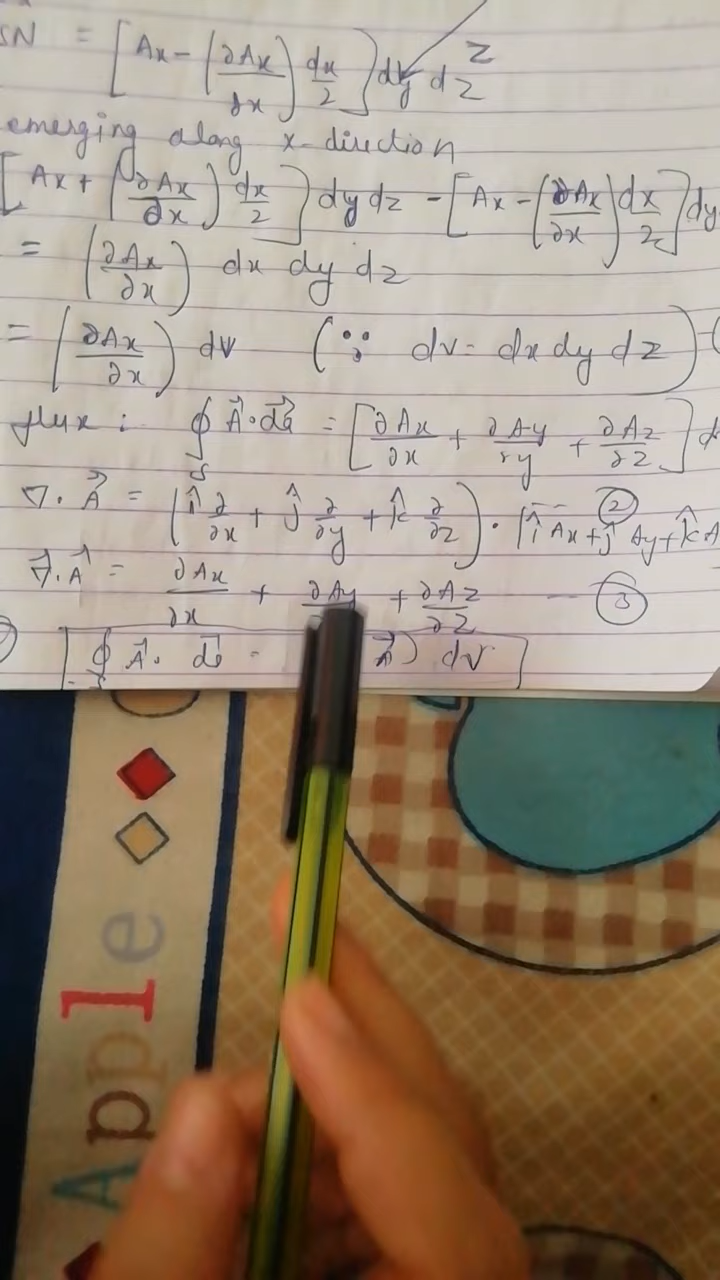 SN = [Ax - (∂Ax/∂x) dx/2] dy dz
z
emerging along x-direction
[Ax + (∂Ax/∂x) dx/2] dy dz - [Ax - (∂Ax/∂x) dx/2] dy
= (∂Ax/∂x) dx dy dz
= (∂Ax/∂x) dv (∵ dv = dx dy dz) - (
flux : ∮s A⃗·da⃗ = [∂Ax/∂x + ∂Ay/∂y + ∂Az/∂z] d
②
∇·A⃗ = (î ∂/∂x + ĵ ∂/∂y + k̂ ∂/∂z) · (î Ax + ĵ Ay + k̂ A
∇⃗·A⃗ = ∂Ax/∂x + ∂Ay + ∂Az/∂z — ③
∮s A⃗· = A⃗) dv
Apple